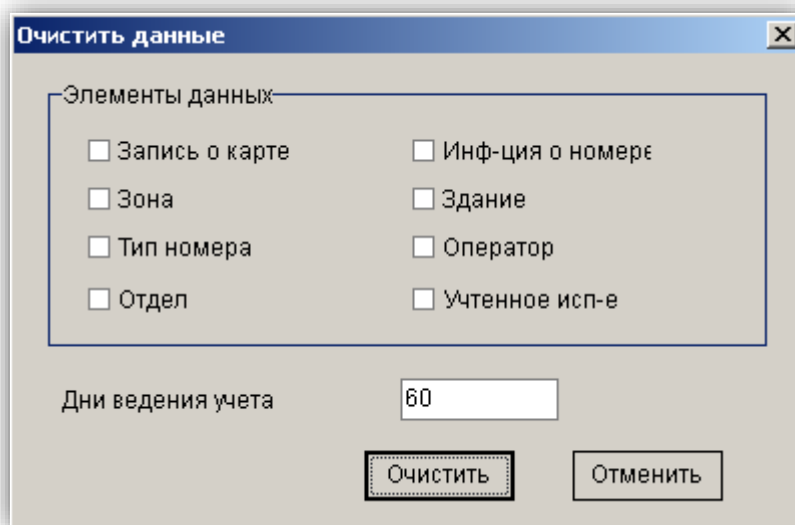 Очистить данные
Элементы данных
Запись о карте
Инф-ция о номере
Зона
Здание
Тип номера
Оператор
Отдел
Учтенное исп-е
Дни ведения учета
60
Очистить
Отменить